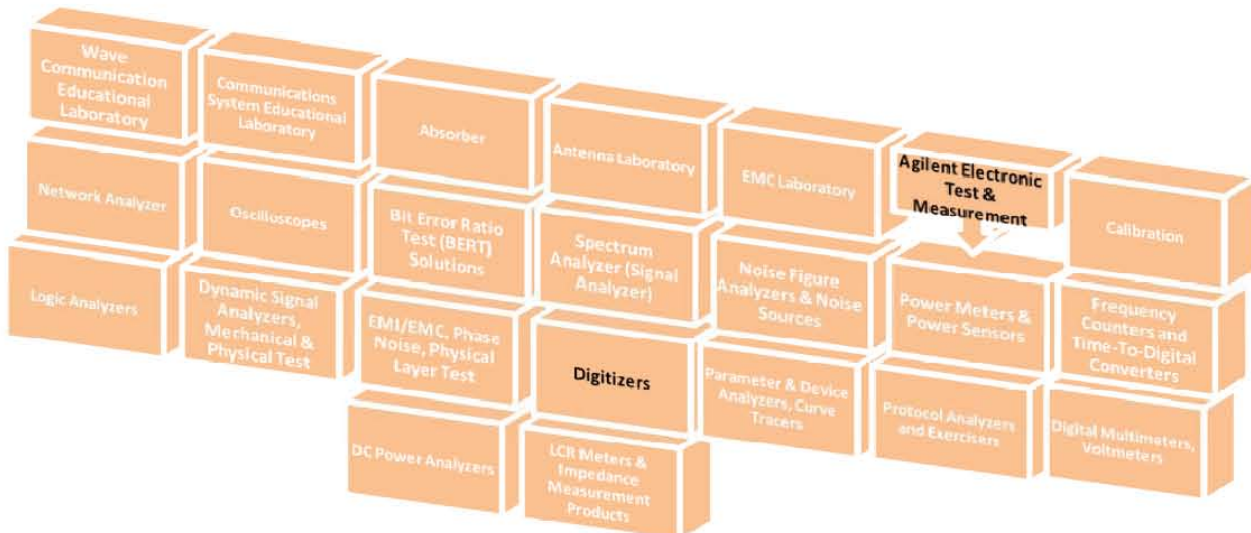 Wave
Communication
Educational
Laboratory
Communications
System Educational
Laboratory
Absorber
Antenna Laboratory
EMC Laboratory
Agilent Electronic
Test &
Measurement
Calibration
Network Analyzer
Oscilloscopes
Bit Error Ratio
Test (BERT)
Solutions
Spectrum
Analyzer (Signal
Analyzer)
Noise Figure
Analyzers & Noise
Sources
Power Meters &
Power Sensors
Frequency
Counters and
Time-To-Digital
Converters
Logic Analyzers
Dynamic Signal
Analyzers,
Mechanical &
Physical Test
EMI/EMC, Phase
Noise, Physical
Layer Test
Digitizers
Parameter & Device
Analyzers, Curve
Tracers
Protocol Analyzers
and Exercisers
Digital Multimeters,
Voltmeters
DC Power Analyzers
LCR Meters &
Impedance
Measurement
Products